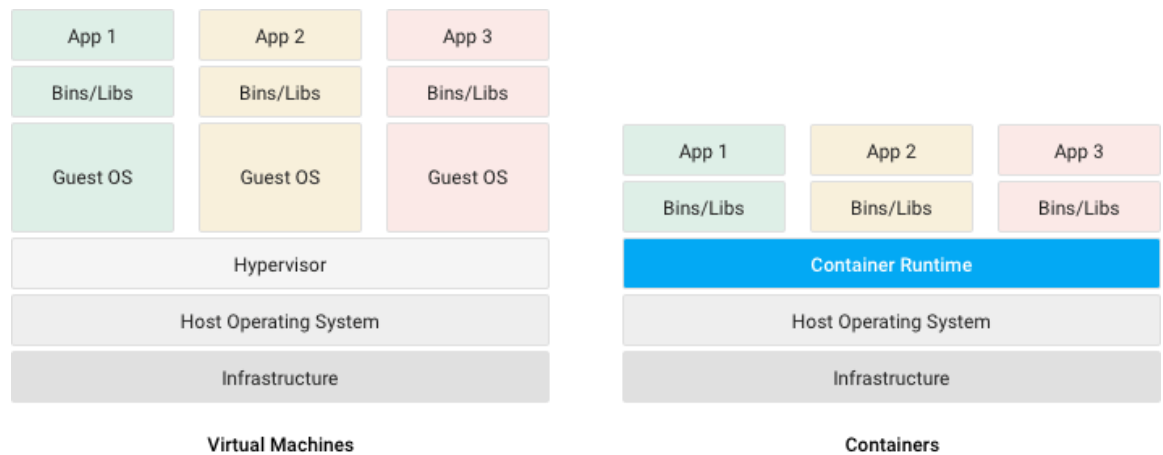 App 1
App 2
App 3
Bins/Libs
Bins/Libs
Bins/Libs
Guest OS
Guest OS
Guest OS
Hypervisor
Host Operating System
Infrastructure
Virtual Machines
App 1
App 2
App 3
Bins/Libs
Bins/Libs
Bins/Libs
Container Runtime
Host Operating System
Infrastructure
Containers